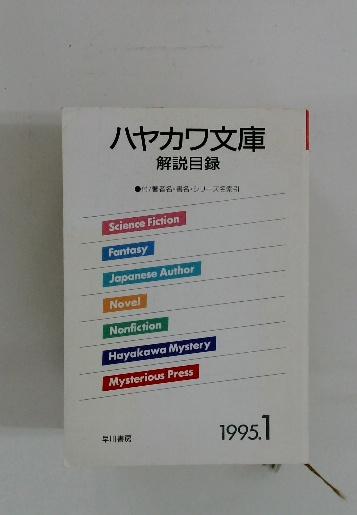 ハヤカワ文庫
解説目録
●付/著者名・書名・シリーズ名索引
Science Fiction
Fantasy
Japanese Author
Novel
Nonfiction
Hayakawa Mystery
Mysterious Press
早川書房
1995.1